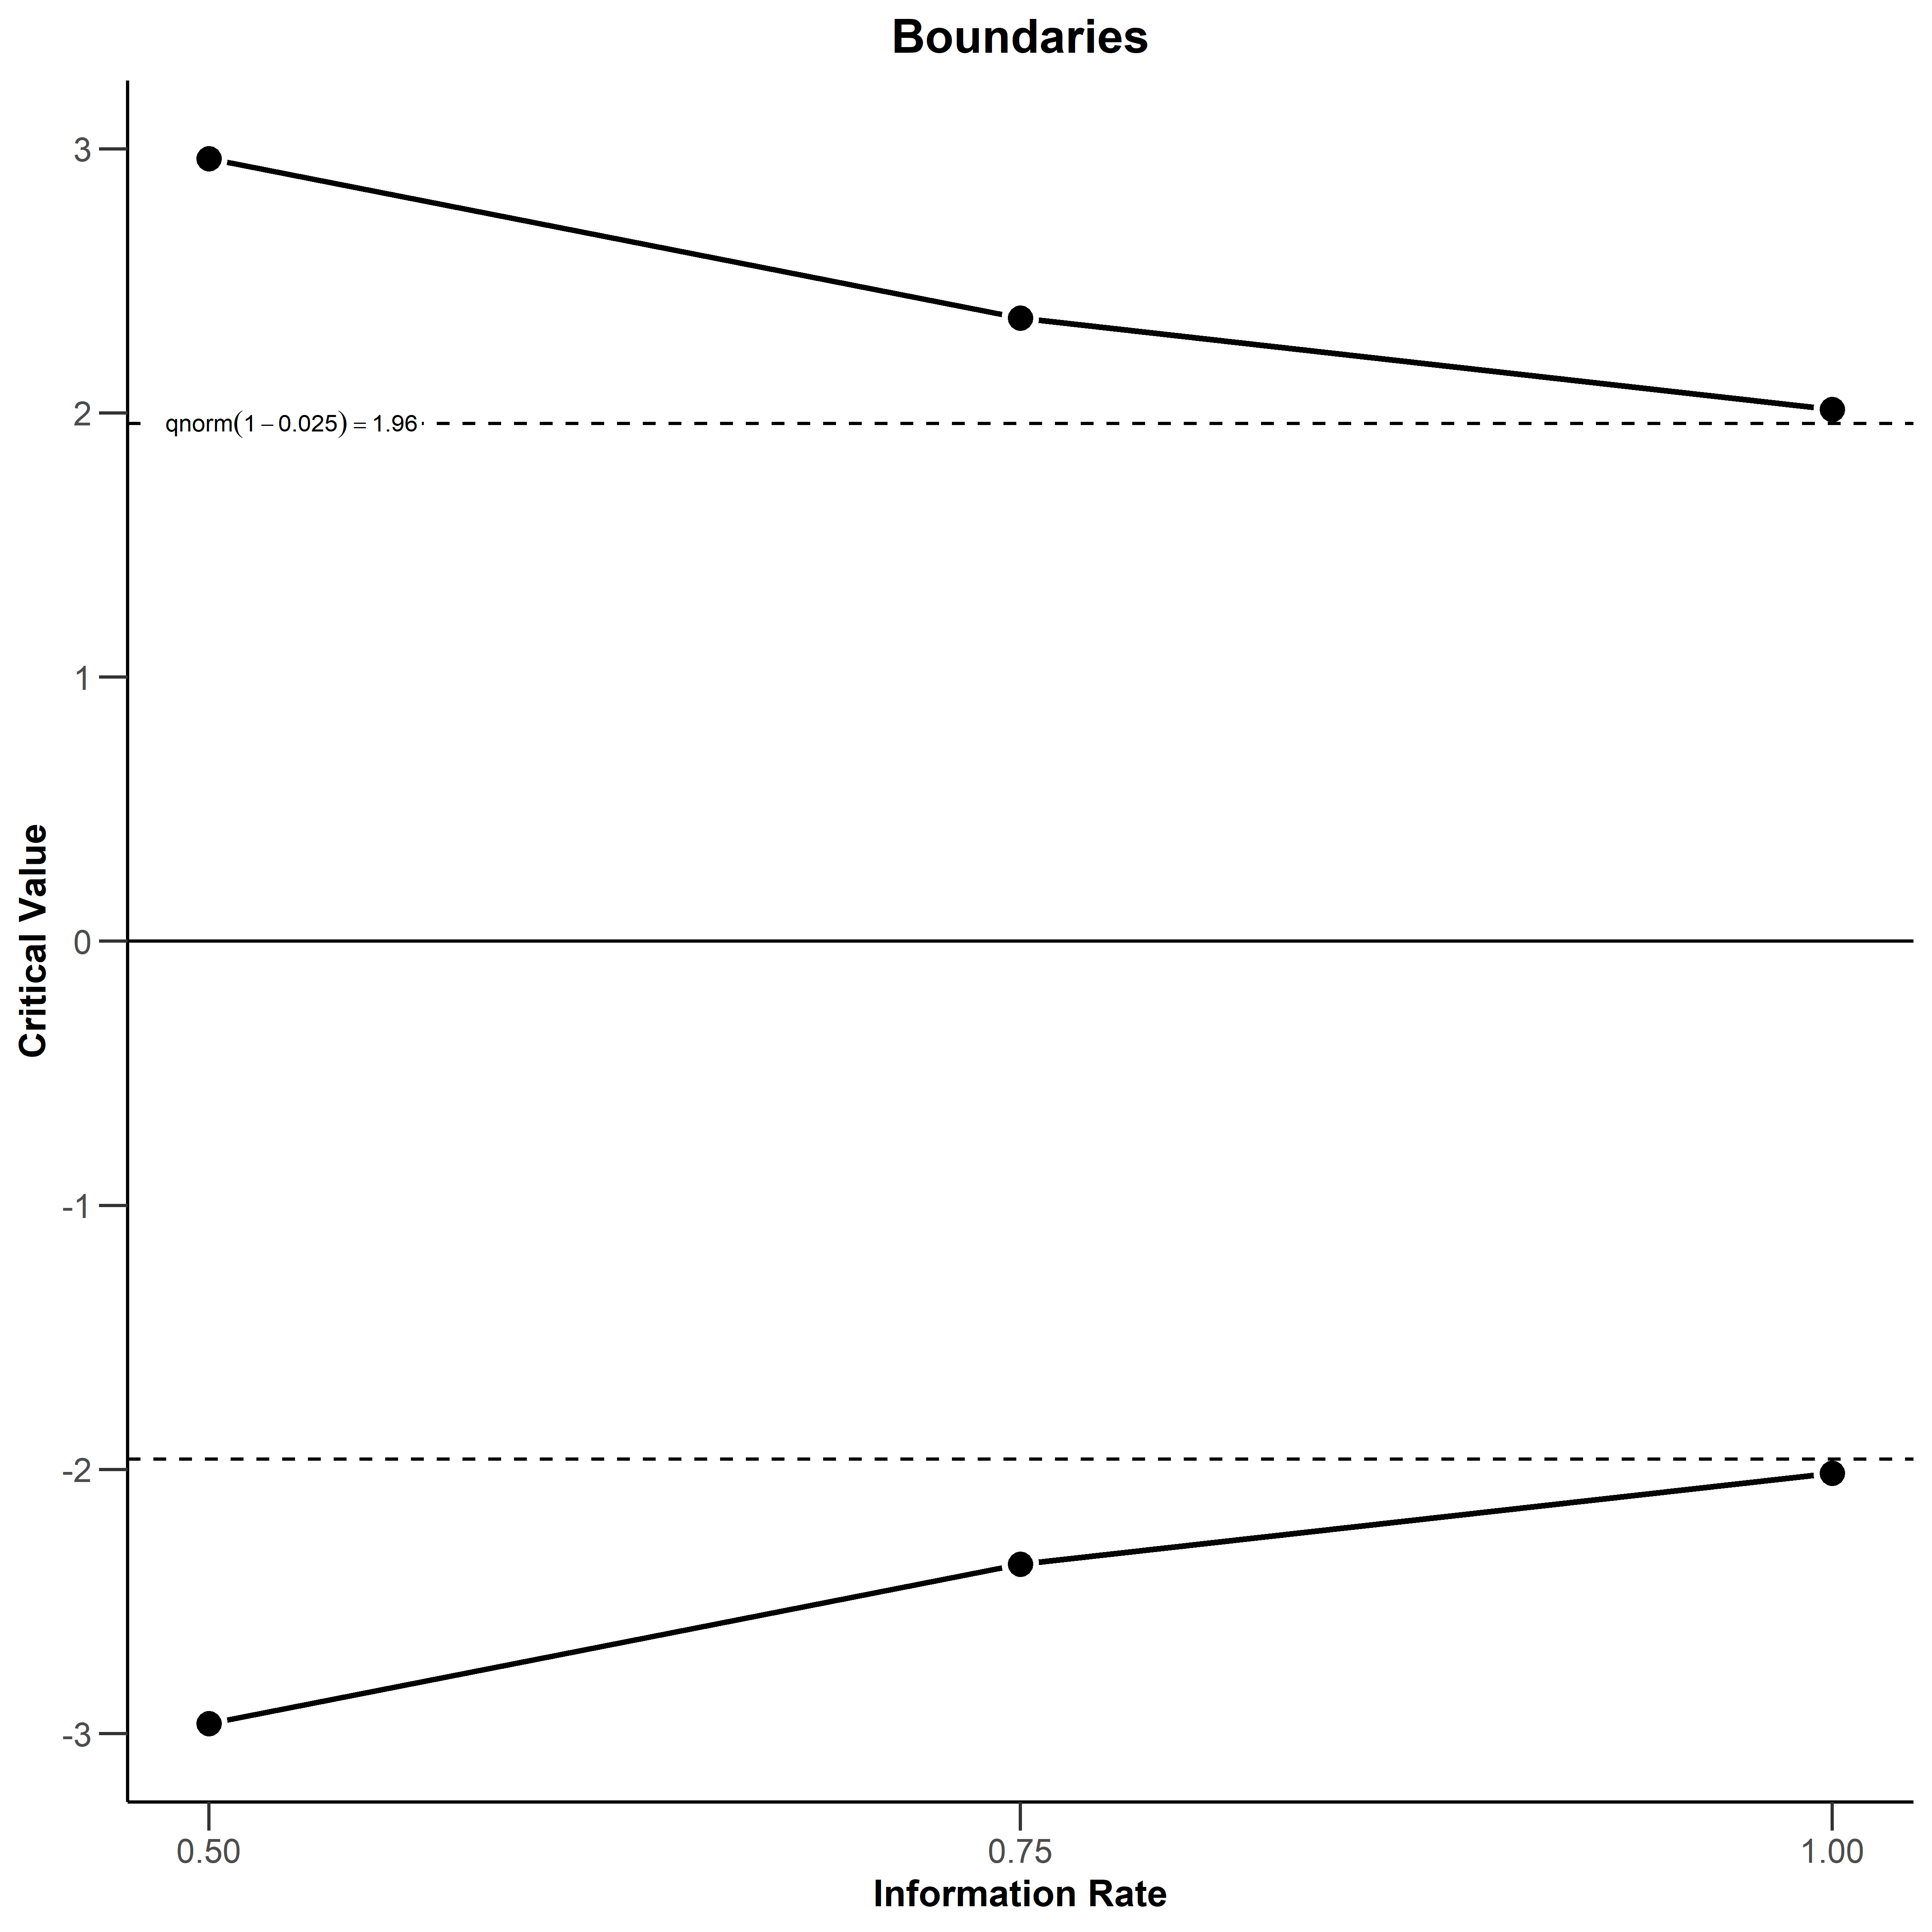 Boundaries
3
qnorm(1 − 0.025) = 1.96
2
1
0
-1
-2
-3
Critical Value
0.50 0.75 1.00
Information Rate